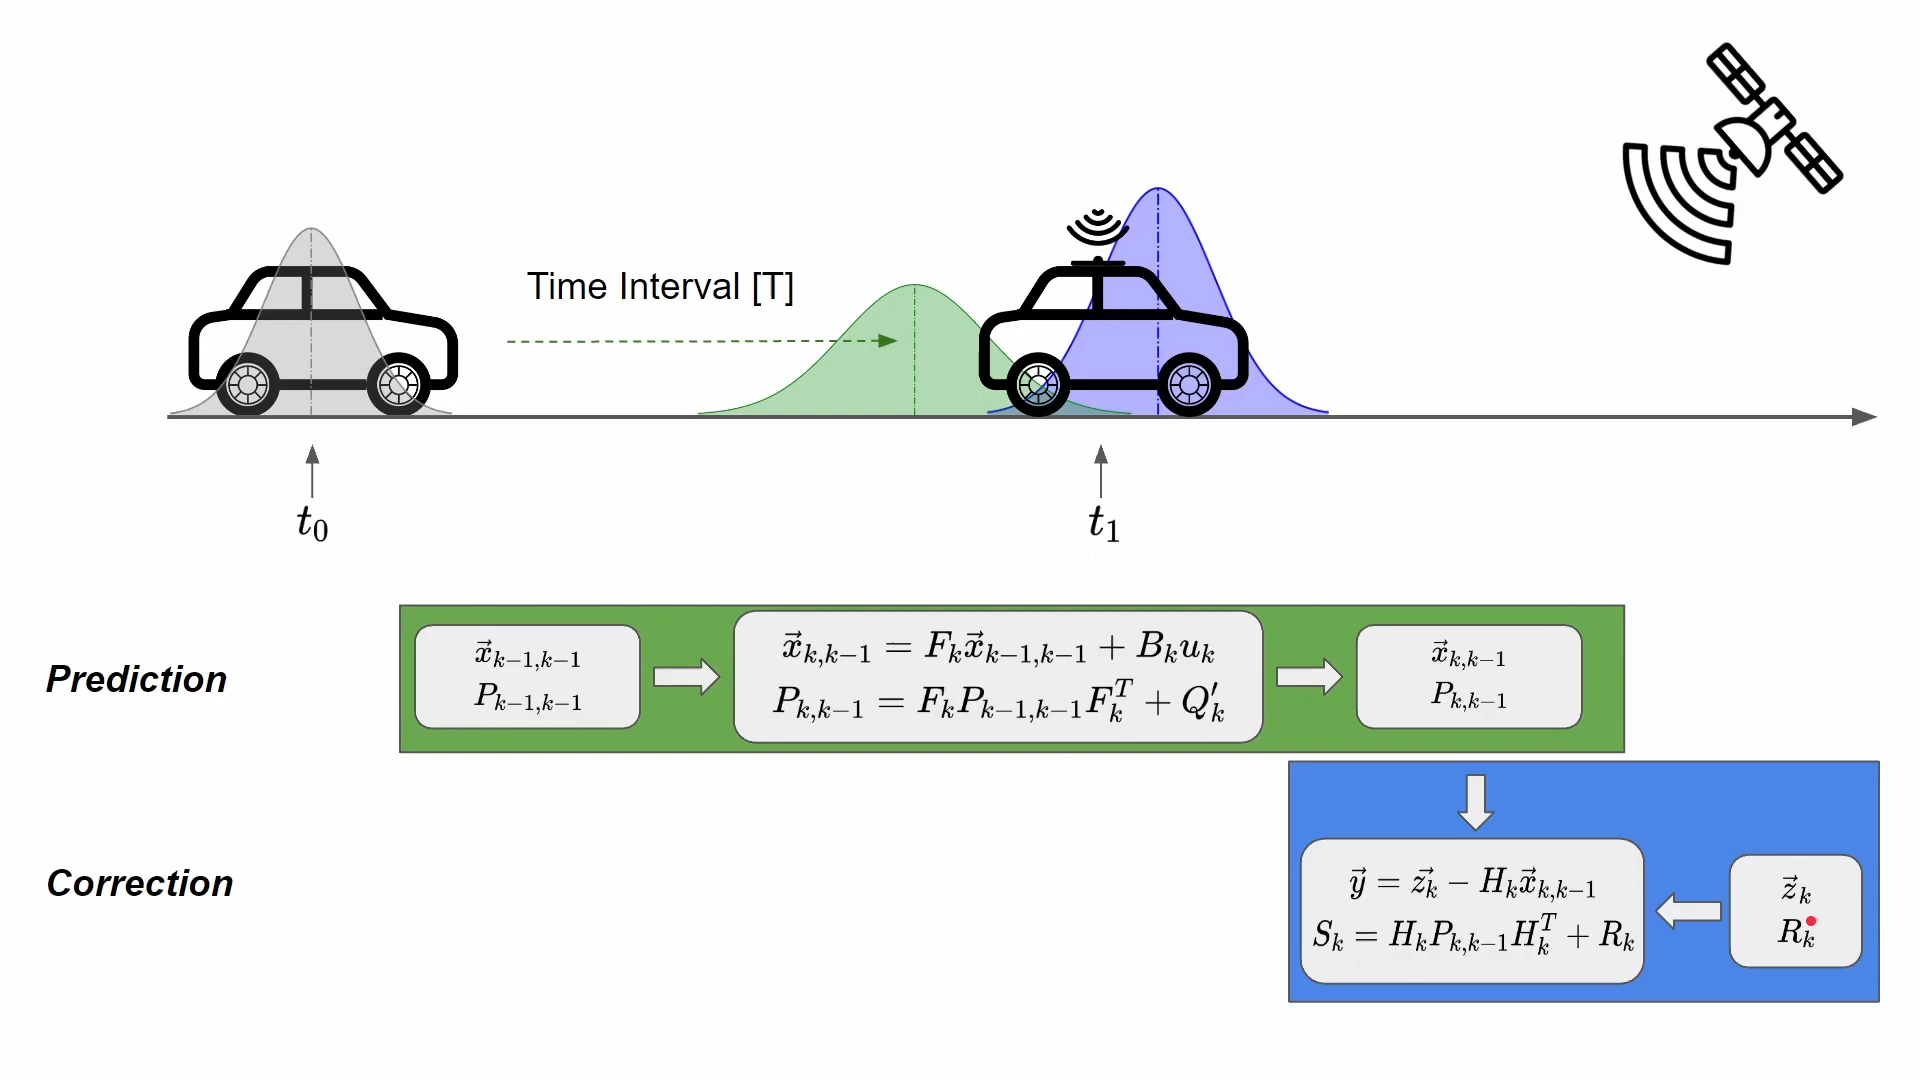 Time Interval [T]
t₀
t₁
Prediction
x⃗ₖ₋₁,ₖ₋₁
Pₖ₋₁,ₖ₋₁
x⃗ₖ,ₖ₋₁ = Fₖx⃗ₖ₋₁,ₖ₋₁ + Bₖuₖ
Pₖ,ₖ₋₁ = FₖPₖ₋₁,ₖ₋₁Fₖᵀ + Q′ₖ
x⃗ₖ,ₖ₋₁
Pₖ,ₖ₋₁
Correction
y⃗ = z⃗ₖ − Hₖx⃗ₖ,ₖ₋₁
Sₖ = HₖPₖ,ₖ₋₁Hₖᵀ + Rₖ
z⃗ₖ
Rₖ